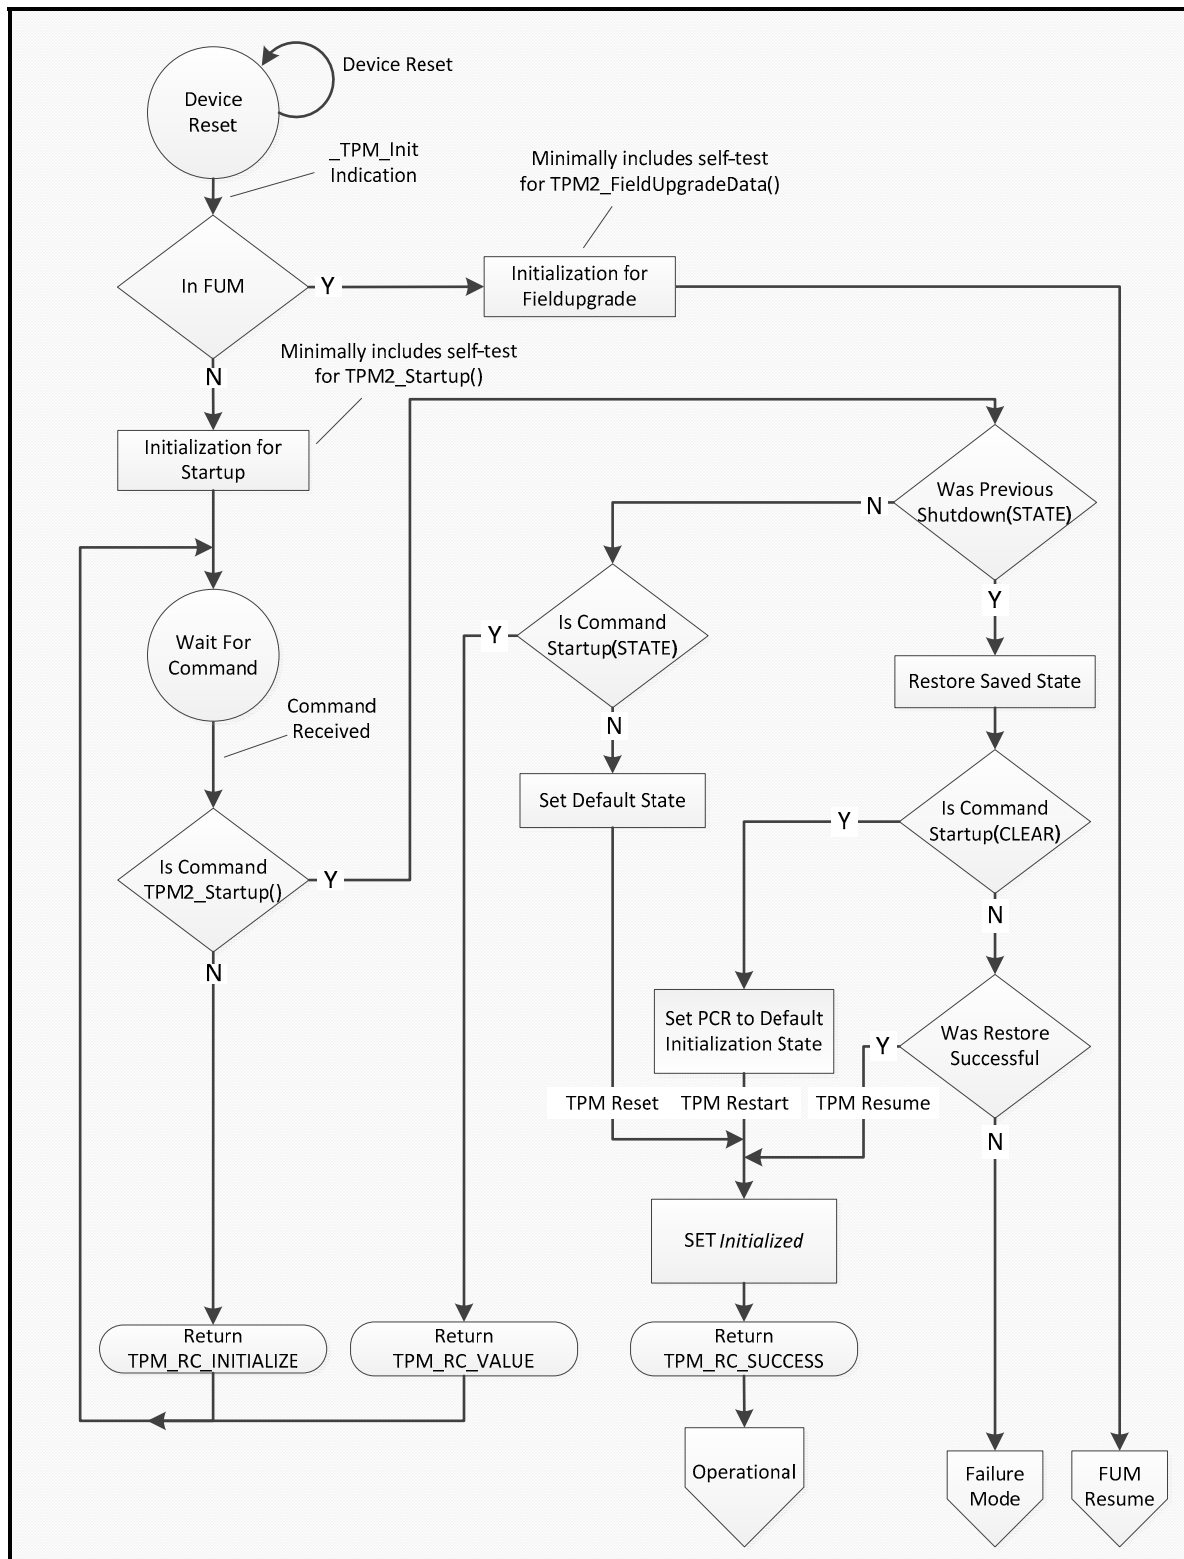 Device Reset
Device
Reset
_TPM_Init
Indication
Minimally includes self-test
for TPM2_FieldUpgradeData()
In FUM
Y
Initialization for
Fieldupgrade
N
Minimally includes self-test
for TPM2_Startup()
Initialization for
Startup
Was Previous
Shutdown(STATE)
N
Y
Is Command
Startup(STATE)
Y
N
Wait For
Command
Restore Saved State
Command
Received
Set Default State
Is Command
Startup(CLEAR)
Y
N
Is Command
TPM2_Startup()
Y
N
Set PCR to Default
Initialization State
Was Restore
Successful
Y
N
TPM Reset
TPM Restart
TPM Resume
SET Initialized
Return
TPM_RC_INITIALIZE
Return
TPM_RC_VALUE
Return
TPM_RC_SUCCESS
Operational
Failure
Mode
FUM
Resume